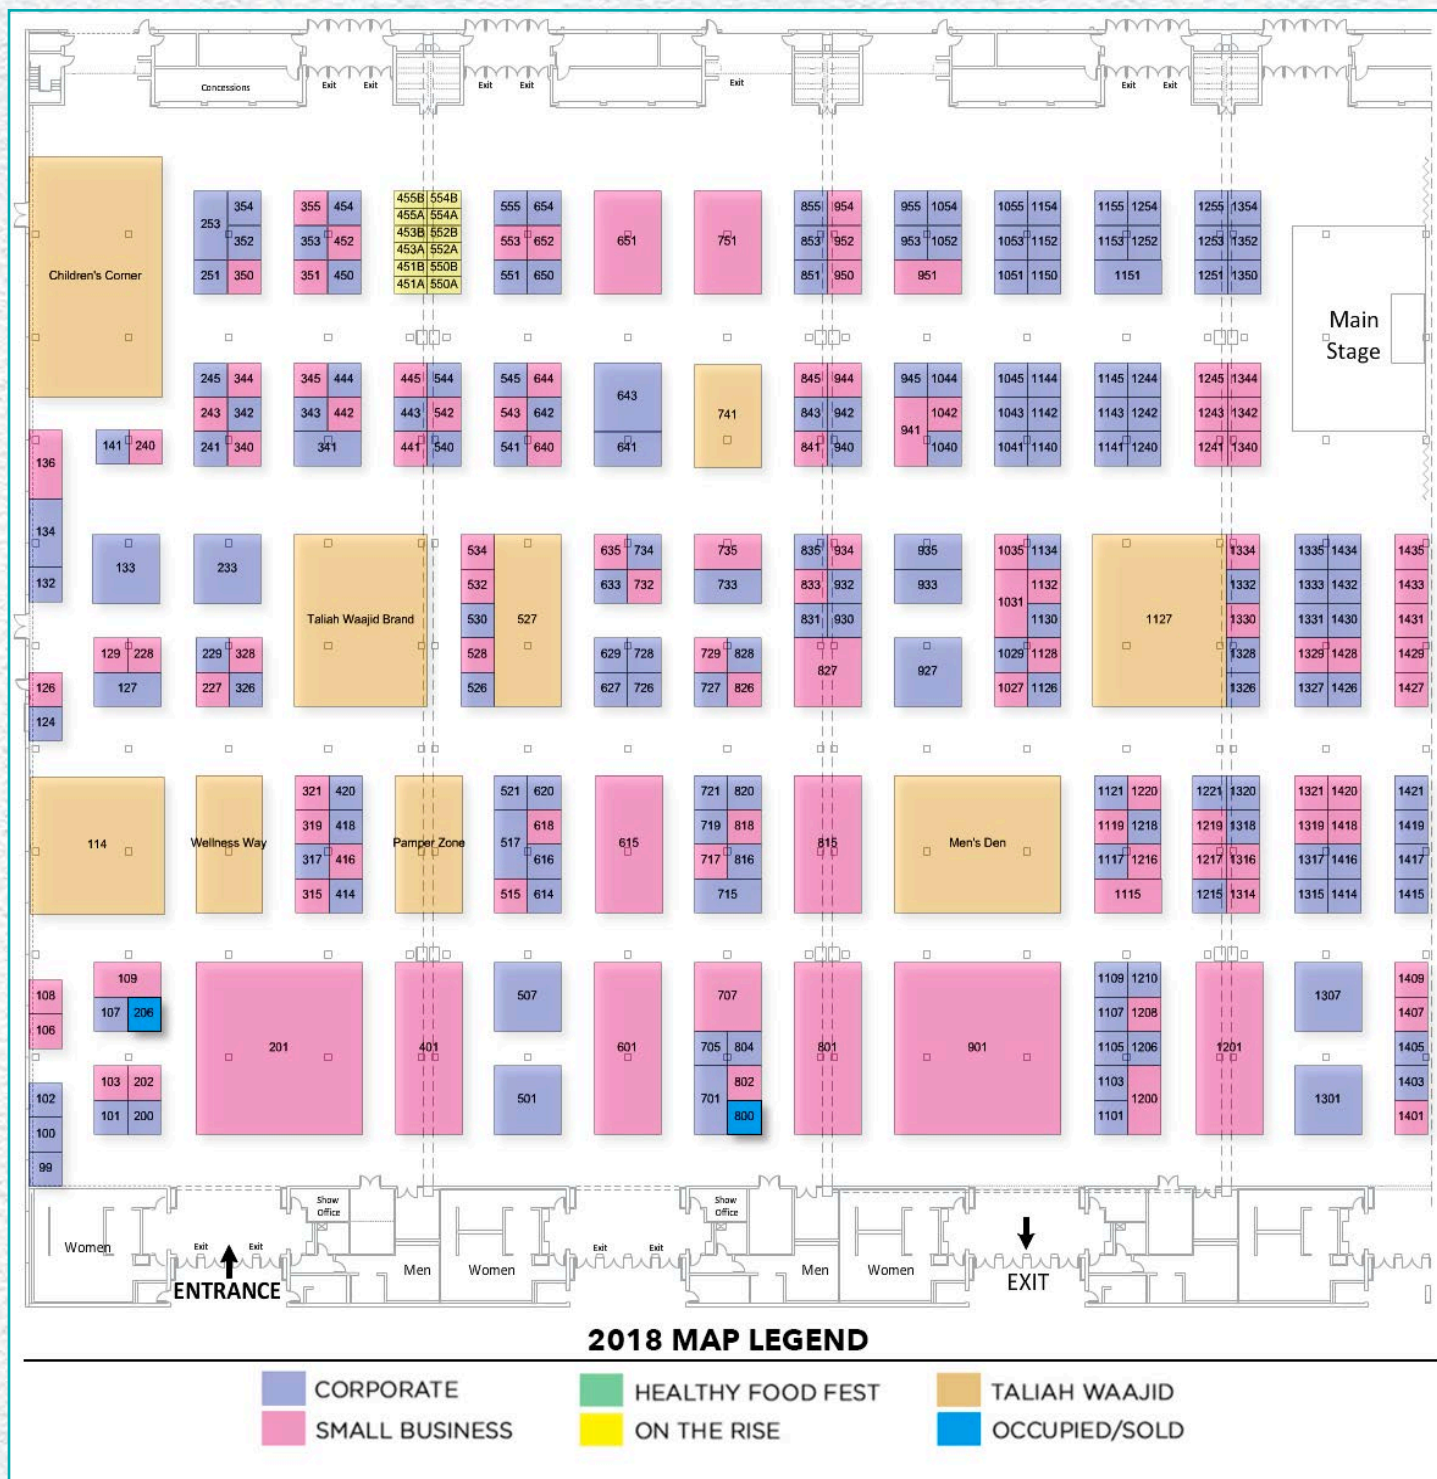 Concessions Exit Exit Exit Exit Exit Exit Exit
354 355 454 455B 554B 555 654 855 954 955 1054 1055 1154 1155 1254 1255 1354
253 455A 554A
352 353 452 453B 552B 553 652 651 751 853 952 953 1052 1053 1152 1153 1252 1253 1352
453A 552A
251 350 351 450 451B 550B 551 650 851 950 951 1051 1150 1151 1251 1350
451A 550A
Children's Corner
Main
Stage
245 344 345 444 445 544 545 644 643 845 944 945 1044 1045 1144 1145 1244 1245 1344
243 342 343 442 443 542 543 642 741 843 942 941 1042 1043 1142 1143 1242 1243 1342
141 240 241 340 341 441 540 541 640 641 841 940 1040 1041 1140 1141 1240 1241 1340
136
134
132
133 233 534 635 734 735 835 934 935 1035 1134 1334 1335 1434 1435
532 633 732 733 833 932 933 1031 1132 1332 1333 1432 1433
Taliah Waajid Brand 530 527 831 930 1130 1127 1330 1331 1430 1431
129 228 229 328 528 629 728 729 828 827 927 1029 1128 1328 1329 1428 1429
127 227 326 526 627 726 727 826 1027 1126 1326 1327 1426 1427
126
124
321 420 521 620 721 820 1121 1220 1221 1320 1321 1420 1421
319 418 618 719 818 1119 1218 1219 1318 1319 1418 1419
114 Wellness Way Pamper Zone 517 615 815 Men's Den
317 416 616 717 816 1117 1216 1217 1316 1317 1416 1417
315 414 515 614 715 1115 1215 1314 1315 1414 1415
108 109 507 707 1109 1210 1307 1409
106 107 206 1107 1208 1407
201 401 601 705 804 801 901 1105 1206 1201 1405
103 202 802 1103 1403
102 101 200 501 701 800 1101 1200 1301 1401
100
99
Show
Office
Show
Office
Women Exit Exit Men Women Exit Exit Men Women
ENTRANCE EXIT
2018 MAP LEGEND
CORPORATE HEALTHY FOOD FEST TALIAH WAAJID
SMALL BUSINESS ON THE RISE OCCUPIED/SOLD